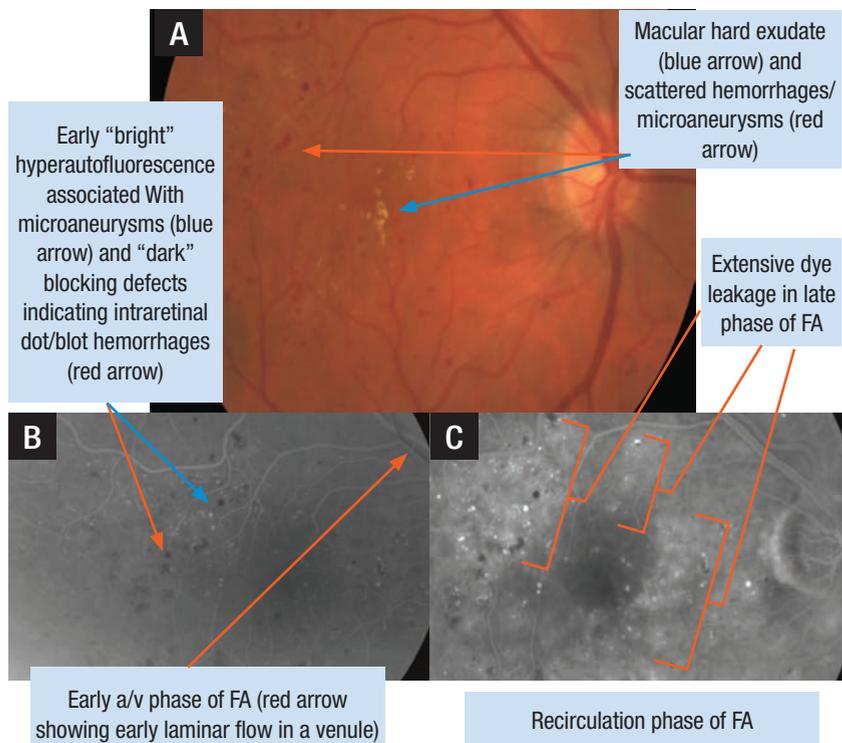 A
Macular hard exudate
(blue arrow) and
scattered hemorrhages/
microaneurysms (red
arrow)
Early “bright”
hyperautofluorescence
associated With
microaneurysms (blue
arrow) and “dark”
blocking defects
indicating intraretinal
dot/blot hemorrhages
(red arrow)
Extensive dye
leakage in late
phase of FA
B
C
Early a/v phase of FA (red arrow
showing early laminar flow in a venule)
Recirculation phase of FA